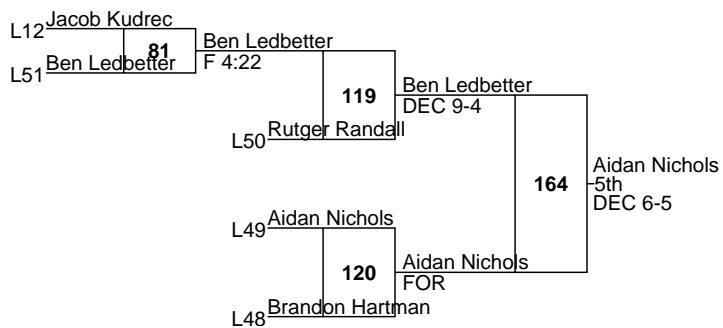 L12 Jacob Kudrec
81
L51 Ben Ledbetter
Ben Ledbetter
F 4:22
119
L50 Rutger Randall
Ben Ledbetter
DEC 9-4
164
Aidan Nichols
5th
DEC 6-5
L49 Aidan Nichols
120
L48 Brandon Hartman
Aidan Nichols
FOR